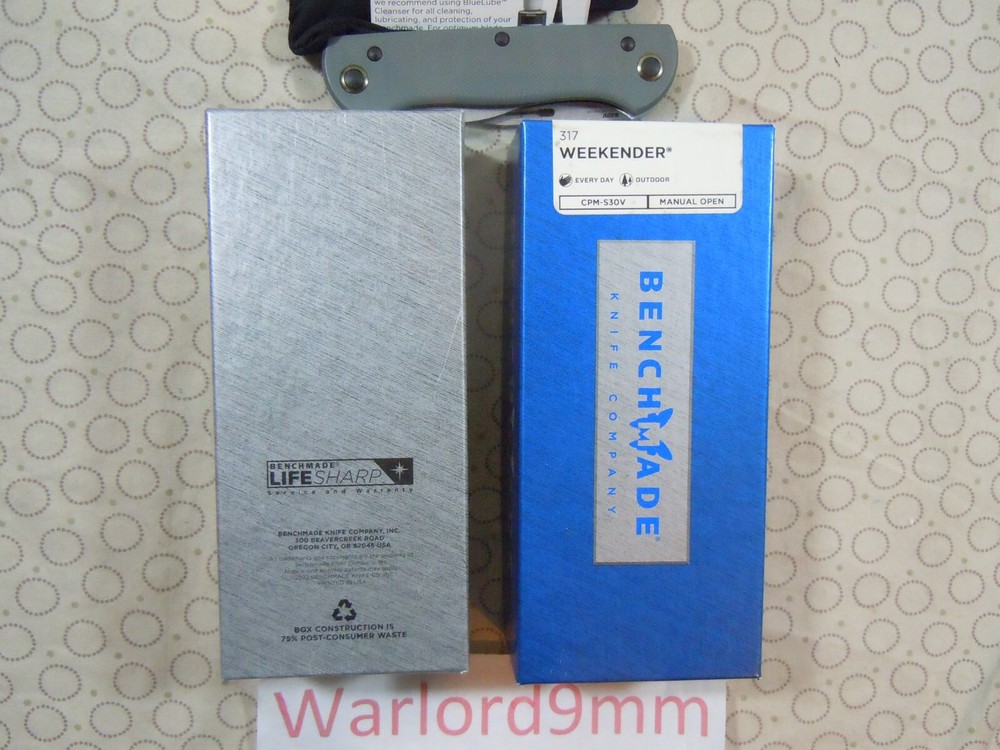 we recommend using BlueLube™
Cleanser for all cleaning,
lubricating, and protection of your
317
WEEKENDER®
EVERY DAY OUTDOOR
CPM-S30V MANUAL OPEN
BENCHMADE®
KNIFE COMPANY
BENCHMADE®
LIFESHARP
Service and Warranty
BENCHMADE KNIFE COMPANY, INC.
300 BEAVERCREEK ROAD
OREGON CITY, OR 97045 USA
BOX CONSTRUCTION IS
75% POST-CONSUMER WASTE
Warlord9mm